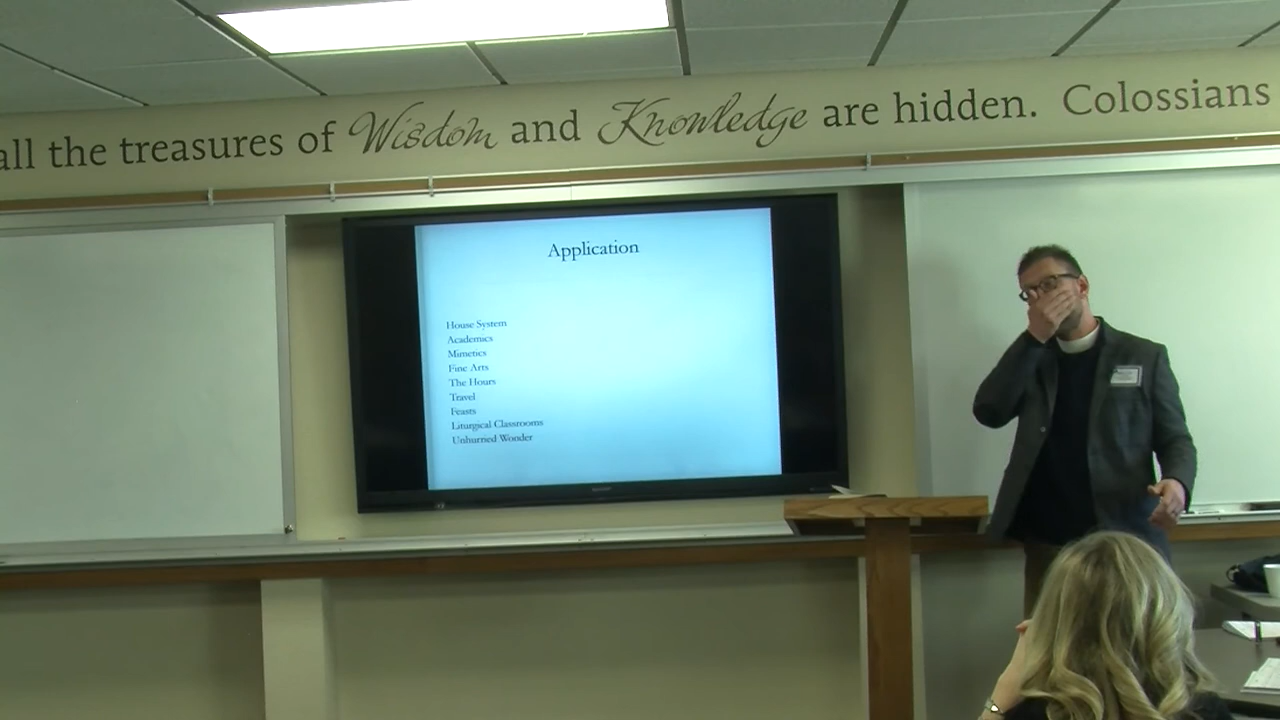 all the treasures of Wisdom and Knowledge are hidden. Colossians
Application
House System
Academics
Mimetics
Fine Arts
The Hours
Travel
Feasts
Liturgical Classrooms
Unhurried Wonder